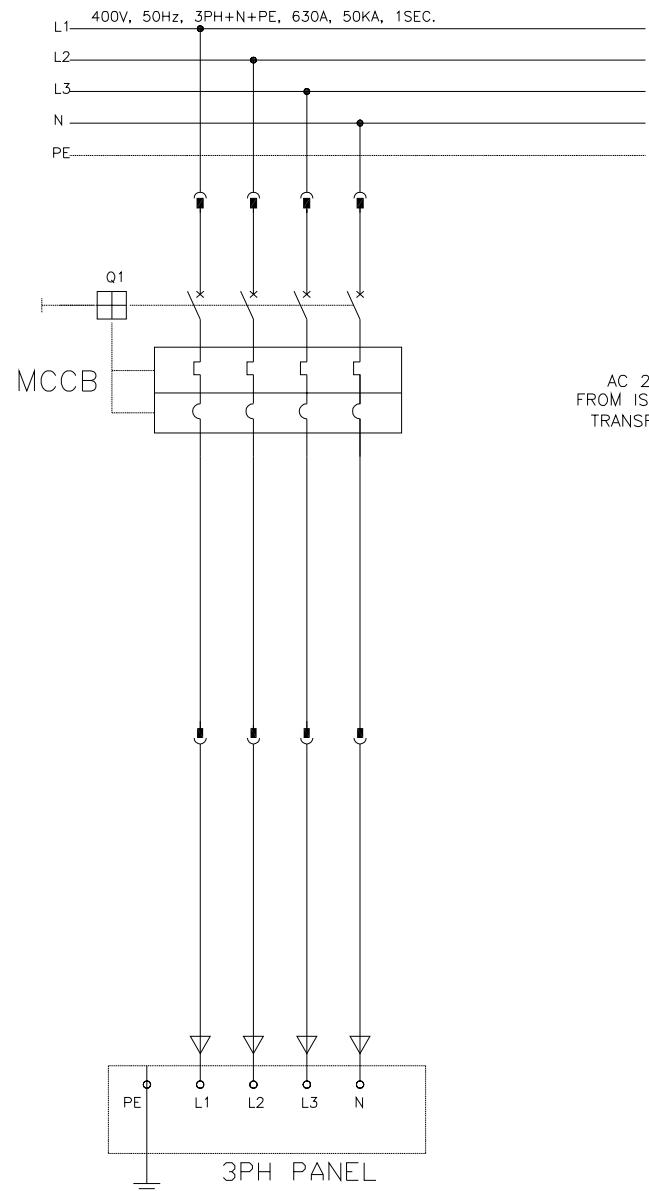 400V, 50Hz, 3PH+N+PE, 630A, 50KA, 1SEC.
L1
L2
L3
N
PE
Q1
MCCB
AC 2
FROM IS
TRANSF
PE L1 L2 L3 N
3PH PANEL